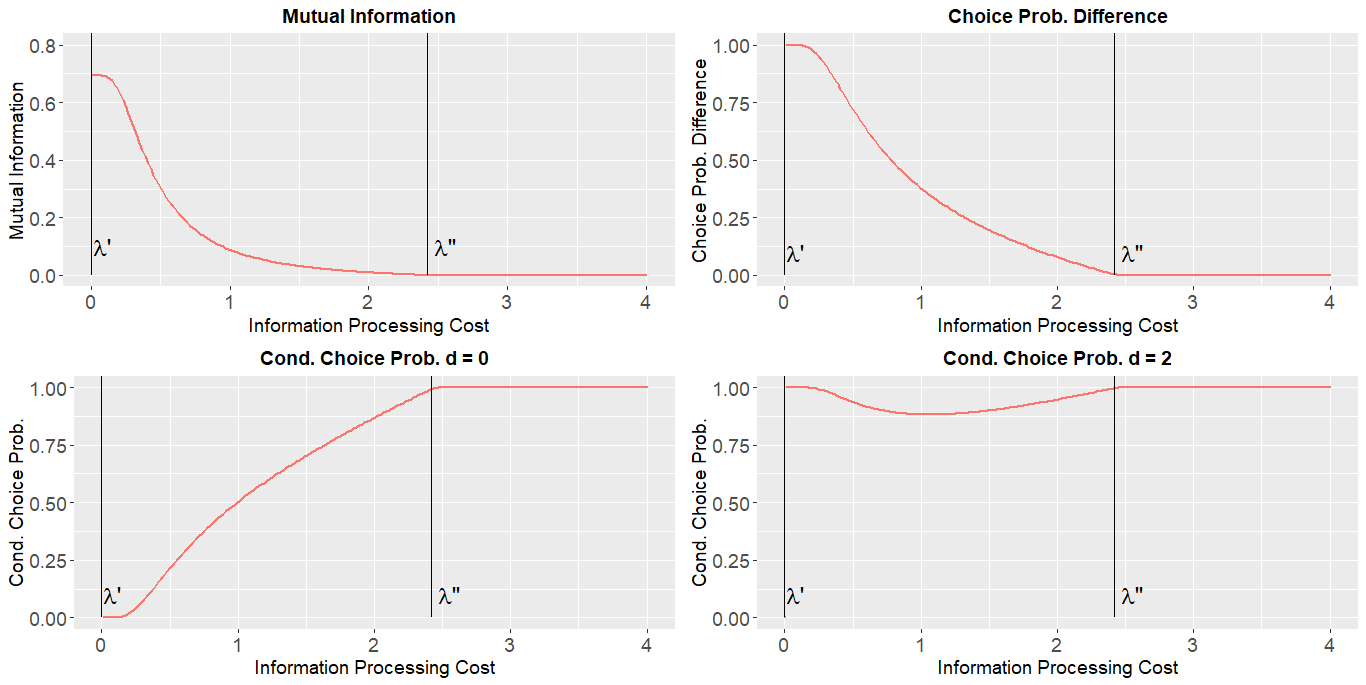 Mutual Information
Mutual Information
0.8
0.6
0.4
0.2
0.0
λ'
λ"
0 1 2 3 4
Information Processing Cost
Choice Prob. Difference
Choice Prob. Difference
1.00
0.75
0.50
0.25
0.00
λ'
λ"
0 1 2 3 4
Information Processing Cost
Cond. Choice Prob. d = 0
Cond. Choice Prob.
1.00
0.75
0.50
0.25
0.00
λ'
λ"
0 1 2 3 4
Information Processing Cost
Cond. Choice Prob. d = 2
Cond. Choice Prob.
1.00
0.75
0.50
0.25
0.00
λ'
λ"
0 1 2 3 4
Information Processing Cost